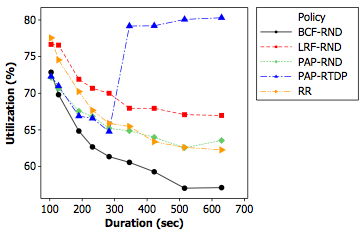 80
75
70
65
60
Utilization (%)
100 200 300 400 500 600 700
Duration (sec)
Policy
BCF-RND
LRF-RND
PAP-RND
PAP-RTDP
RR